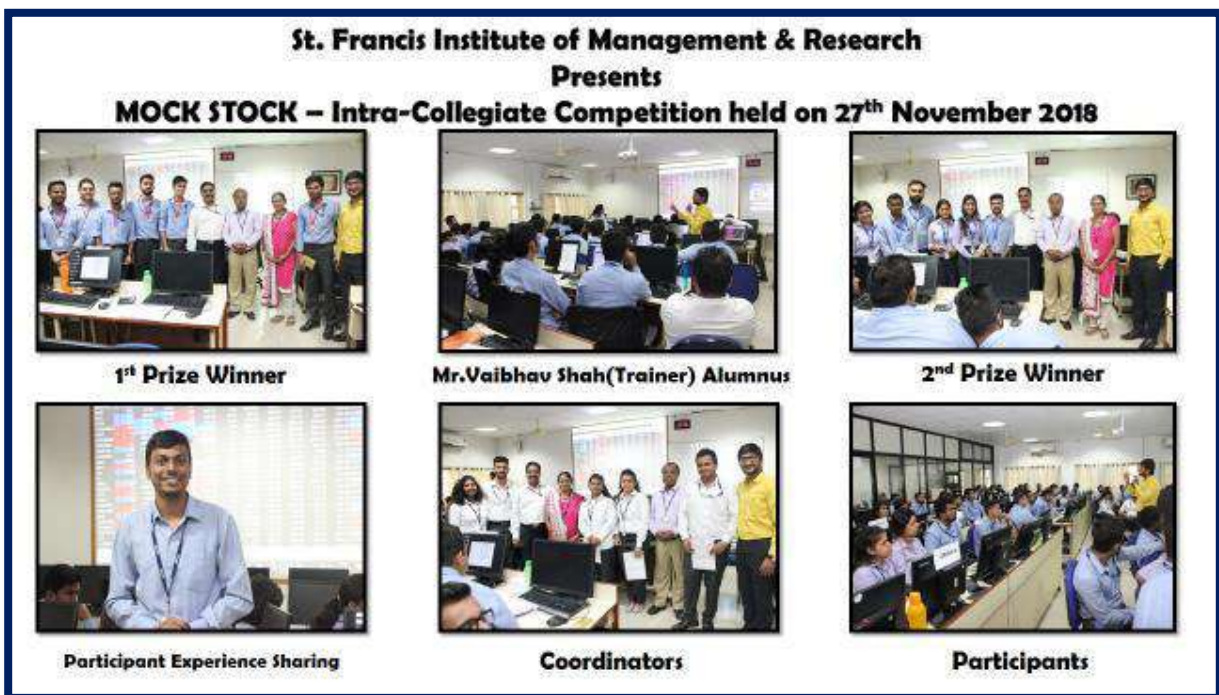 St. Francis Institute of Management & Research
Presents
MOCK STOCK – Intra-Collegiate Competition held on 27th November 2018
1st Prize Winner
Mr.Vaibhav Shah(Trainer) Alumnus
2nd Prize Winner
Participant Experience Sharing
Coordinators
Participants